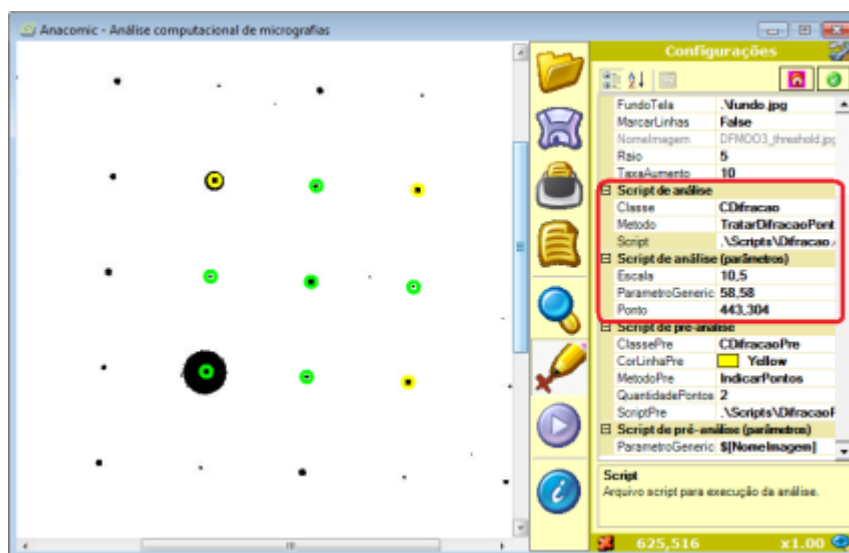 Anacomic - Análise computacional de micrografias
Configurações
FundoTela .\fundo.jpg
MarcarLinhas False
NomeImagem DFMOO3_threshold.jpg
Raio 5
TaxaAumento 10
Script de análise
Classe CDifracao
Metodo TratarDifracaoPont
Script .\Scripts\Difracao.
Script de análise (parâmetros)
Escala 10,5
ParametroGeneric 58,58
Ponto 443,304
Script de pré-análise
ClassePre CDifracaoPre
CorLinhaPre Yellow
MetodoPre IndicarPontos
QuantidadePontos 2
ScriptPre .\Scripts\DifracaoF
Script de pré-análise (parâmetros)
ParametroGeneric $[NomeImagem]
Script
Arquivo script para execução da análise.
625,516 x1.00